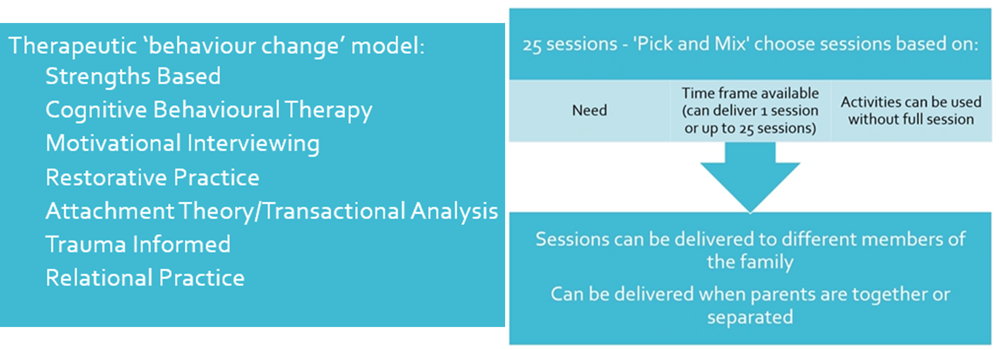 Therapeutic ‘behaviour change’ model:
Strengths Based
Cognitive Behavioural Therapy
Motivational Interviewing
Restorative Practice
Attachment Theory/Transactional Analysis
Trauma Informed
Relational Practice
25 sessions - 'Pick and Mix' choose sessions based on:
Need
Time frame available
(can deliver 1 session
or up to 25 sessions)
Activities can be used
without full session
Sessions can be delivered to different members of
the family
Can be delivered when parents are together or
separated